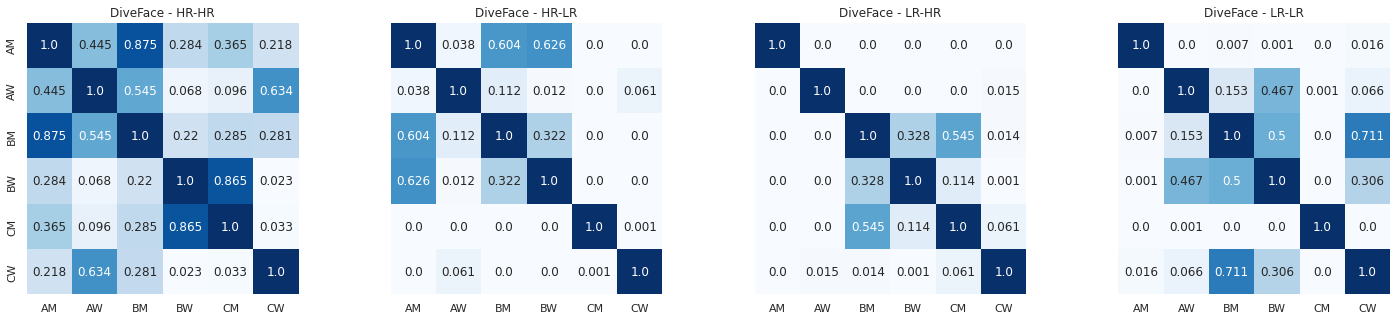 DiveFace - HR-HR
AM 1.0 0.445 0.875 0.284 0.365 0.218
AW 0.445 1.0 0.545 0.068 0.096 0.634
BM 0.875 0.545 1.0 0.22 0.285 0.281
BW 0.284 0.068 0.22 1.0 0.865 0.023
CM 0.365 0.096 0.285 0.865 1.0 0.033
CW 0.218 0.634 0.281 0.023 0.033 1.0
AM AW BM BW CM CW
DiveFace - HR-LR
1.0 0.038 0.604 0.626 0.0 0.0
0.038 1.0 0.112 0.012 0.0 0.061
0.604 0.112 1.0 0.322 0.0 0.0
0.626 0.012 0.322 1.0 0.0 0.0
0.0 0.0 0.0 0.0 1.0 0.001
0.0 0.061 0.0 0.0 0.001 1.0
AM AW BM BW CM CW
DiveFace - LR-HR
1.0 0.0 0.0 0.0 0.0 0.0
0.0 1.0 0.0 0.0 0.0 0.015
0.0 0.0 1.0 0.328 0.545 0.014
0.0 0.0 0.328 1.0 0.114 0.001
0.0 0.0 0.545 0.114 1.0 0.061
0.0 0.015 0.014 0.001 0.061 1.0
AM AW BM BW CM CW
DiveFace - LR-LR
1.0 0.0 0.007 0.001 0.0 0.016
0.0 1.0 0.153 0.467 0.001 0.066
0.007 0.153 1.0 0.5 0.0 0.711
0.001 0.467 0.5 1.0 0.0 0.306
0.0 0.001 0.0 0.0 1.0 0.0
0.016 0.066 0.711 0.306 0.0 1.0
AM AW BM BW CM CW